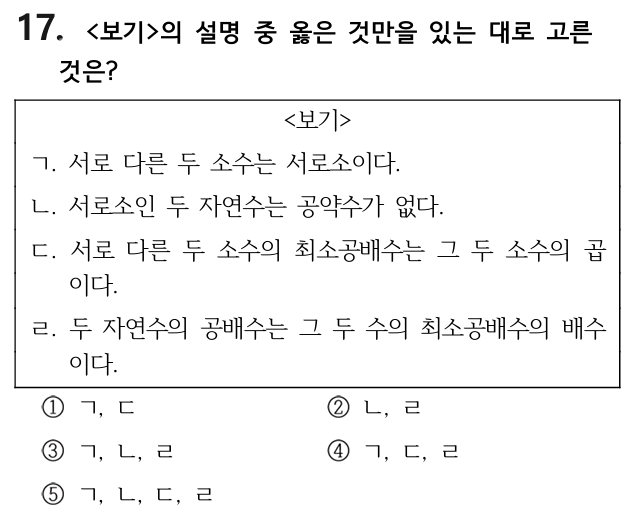 17. <보기>의 설명 중 옳은 것만을 있는 대로 고른
것은?
<보기>
ㄱ. 서로 다른 두 소수는 서로소이다.
ㄴ. 서로소인 두 자연수는 공약수가 없다.
ㄷ. 서로 다른 두 소수의 최소공배수는 그 두 소수의 곱
이다.
ㄹ. 두 자연수의 공배수는 그 두 수의 최소공배수의 배수
이다.
① ㄱ, ㄷ ② ㄴ, ㄹ
③ ㄱ, ㄴ, ㄹ ④ ㄱ, ㄷ, ㄹ
⑤ ㄱ, ㄴ, ㄷ, ㄹ